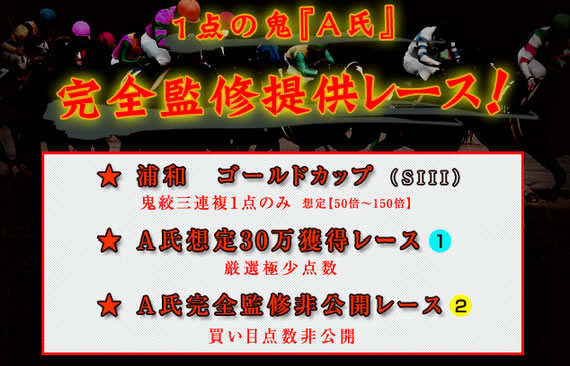 1点の鬼『A氏』
完全監修提供レース!
★ 浦和 ゴールドカップ (SIII)
鬼絞三連複1点のみ 想定【50倍～150倍】
★ A氏想定30万獲得レース 1
厳選極少点数
★ A氏完全監修非公開レース 2
買い目点数非公開